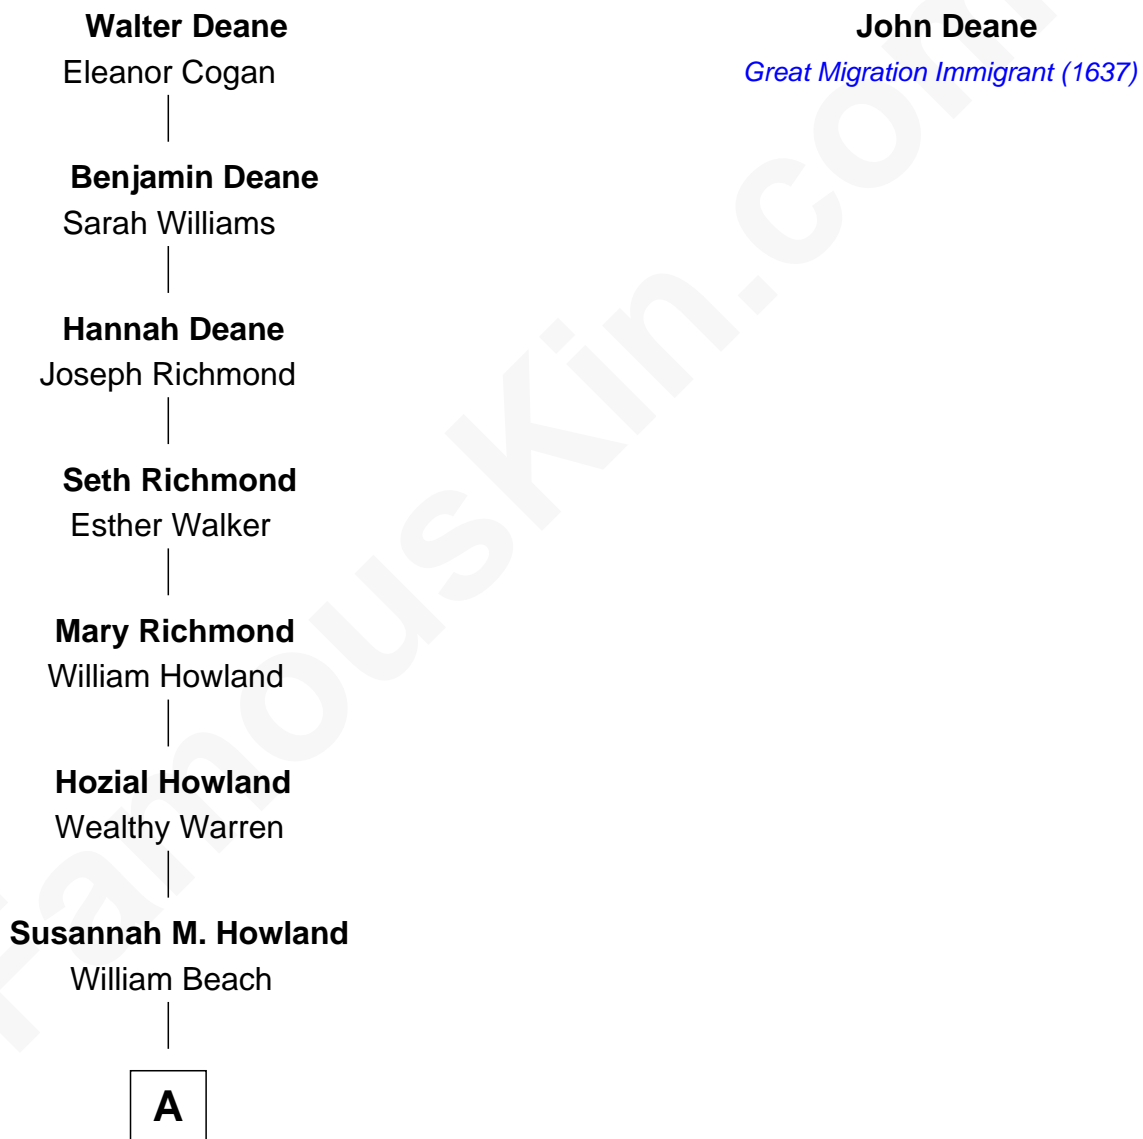 Walter Deane
Eleanor Cogan
John Deane
Great Migration Immigrant (1637)
Benjamin Deane
Sarah Williams
Hannah Deane
Joseph Richmond
Seth Richmond
Esther Walker
Mary Richmond
William Howland
Hozial Howland
Wealthy Warren
Susannah M. Howland
William Beach
A
FamousKin.com